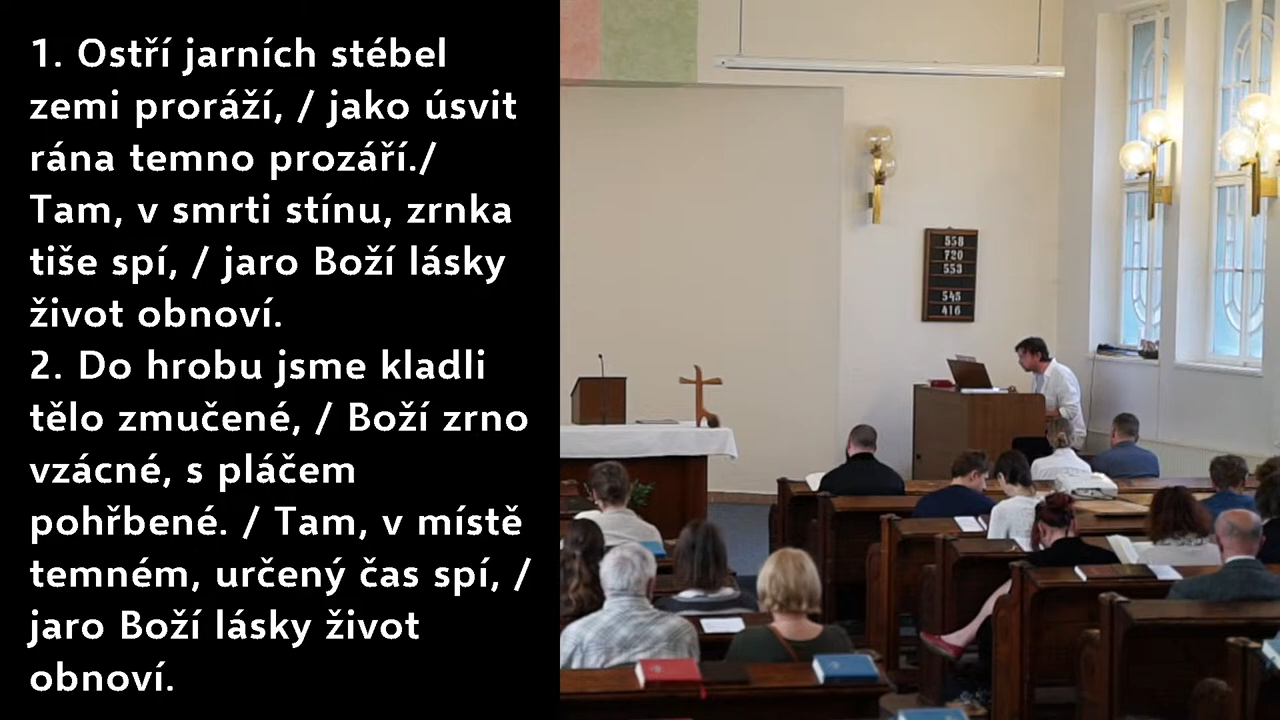 1. Ostří jarních stébel
zemi proráží, / jako úsvit
rána temno prozáří./
Tam, v smrti stínu, zrnka
tiše spí, / jaro Boží lásky
život obnoví.
2. Do hrobu jsme kladli
tělo zmučené, / Boží zrno
vzácné, s pláčem
pohřbené. / Tam, v místě
temném, určený čas spí, /
jaro Boží lásky život
obnoví.
558
720
553
545
416